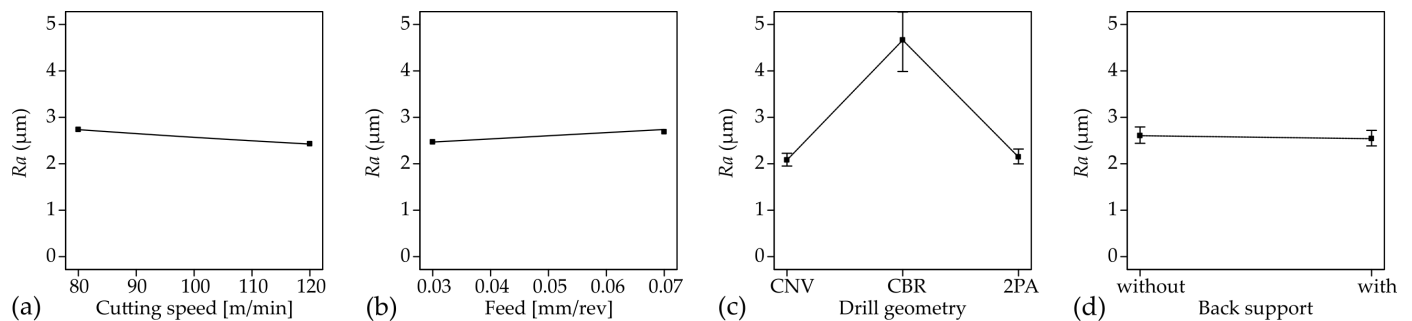 5 5 5 5
4 4 4 4
3 3 3 3
2 2 2 2
1 1 1 1
0 0 0 0
Ra (µm) Ra (µm) Ra (µm) Ra (µm)
80 90 100 110 120 0.03 0.04 0.05 0.06 0.07 CNV CBR 2PA without with
(a) Cutting speed [m/min] (b) Feed [mm/rev] (c) Drill geometry (d) Back support